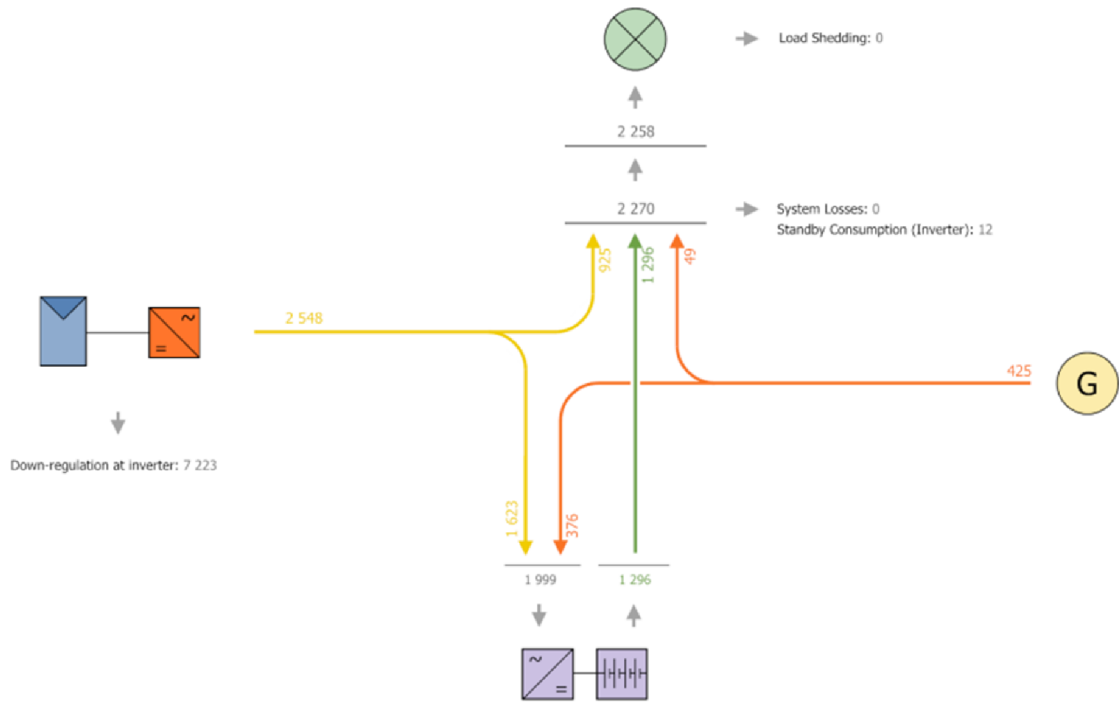 Load Shedding: 0
2 258
2 270
System Losses: 0
Standby Consumption (Inverter): 12
925
1 296
49
2 548
425
G
Down-regulation at inverter: 7 223
1 623
376
1 999
1 296